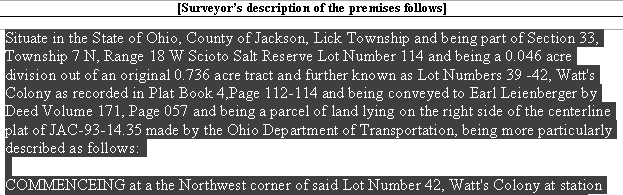 [Surveyor's description of the premises follows]
Situate in the State of Ohio, County of Jackson, Lick Township and being part of Section 33,
Township 7 N, Range 18 W Scioto Salt Reserve Lot Number 114 and being a 0.046 acre
division out of an original 0.736 acre tract and further known as Lot Numbers 39 -42, Watt's
Colony as recorded in Plat Book 4,Page 112-114 and being conveyed to Earl Leienberger by
Deed Volume 171, Page 057 and being a parcel of land lying on the right side of the centerline
plat of JAC-93-14.35 made by the Ohio Department of Transportation, being more particularly
described as follows:
COMMENCEING at a the Northwest corner of said Lot Number 42, Watt's Colony at station